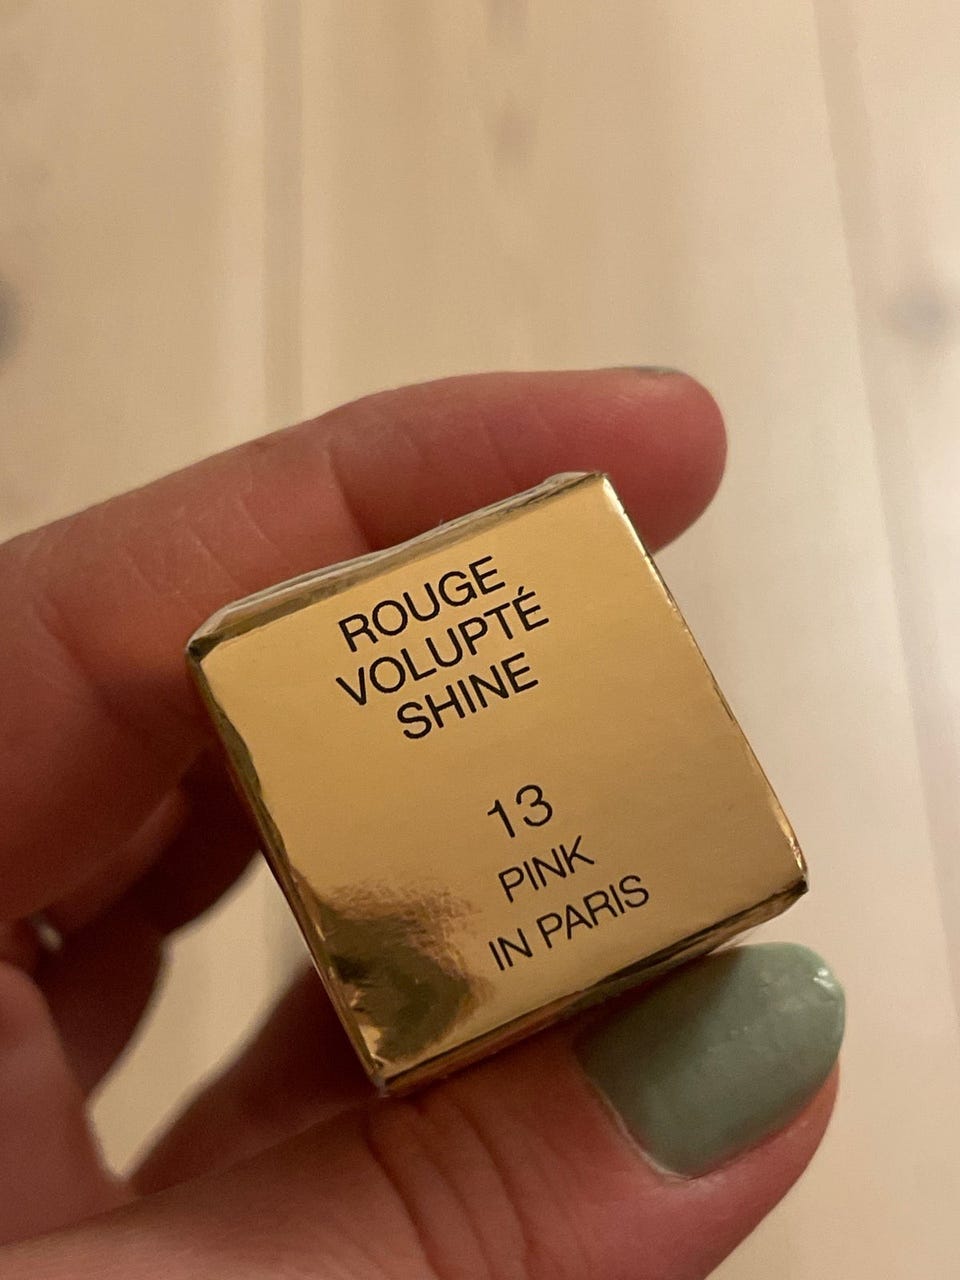 ROUGE
VOLUPTÉ
SHINE
13
PINK
IN PARIS